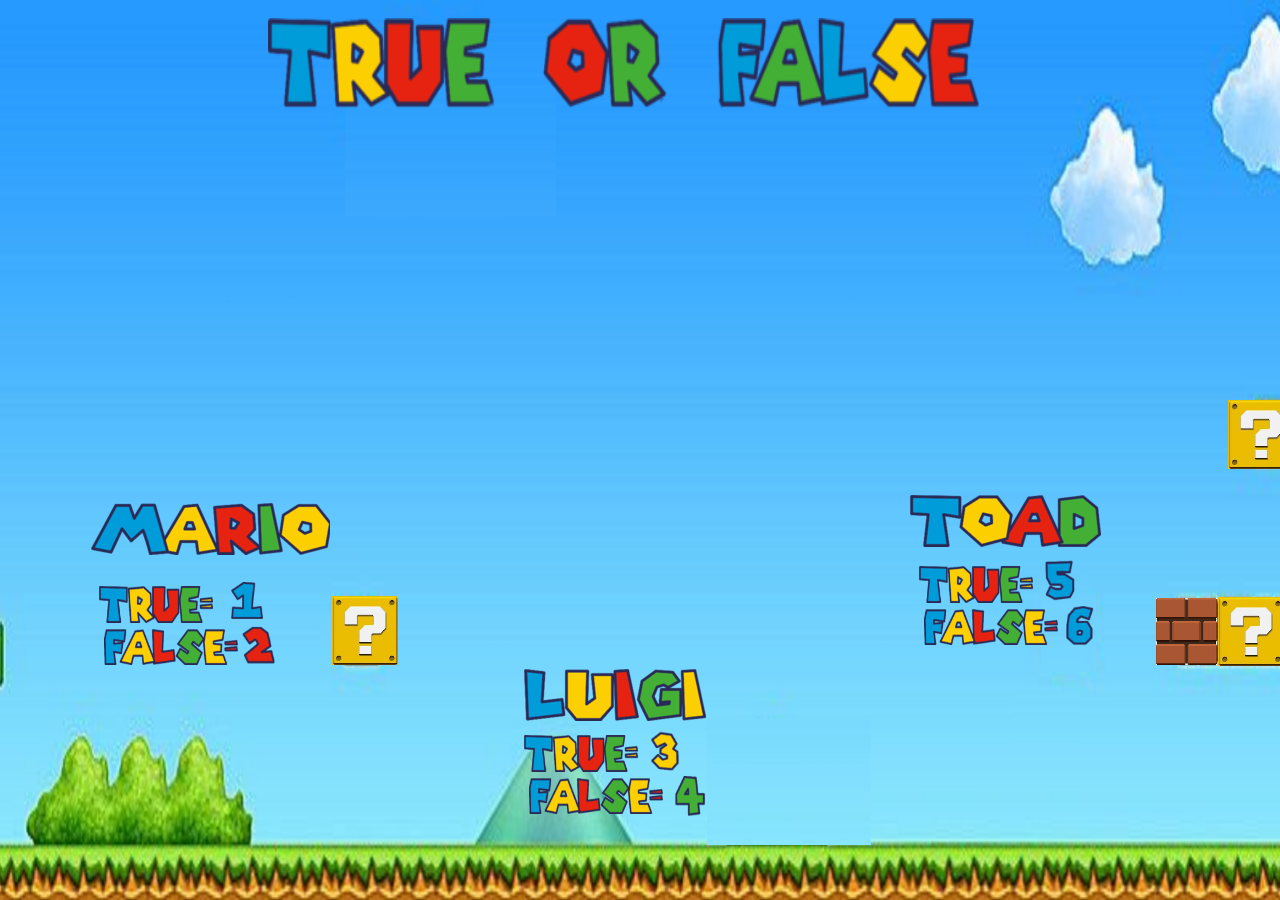 TRUE OR FALSE
MARIO
TRUE= 1
FALSE=2
LUIGI
TRUE= 3
FALSE= 4
TOAD
TRUE= 5
FALSE= 6
?
?
?